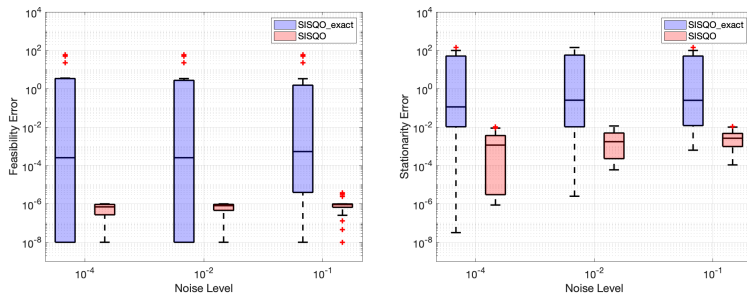 SISQO_exact
SISQO
10^4
10^2
10^0
10^-2
10^-4
10^-6
10^-8
Feasibility Error
10^-4
10^-2
10^-1
Noise Level
SISQO_exact
SISQO
10^4
10^2
10^0
10^-2
10^-4
10^-6
10^-8
Stationarity Error
10^-4
10^-2
10^-1
Noise Level